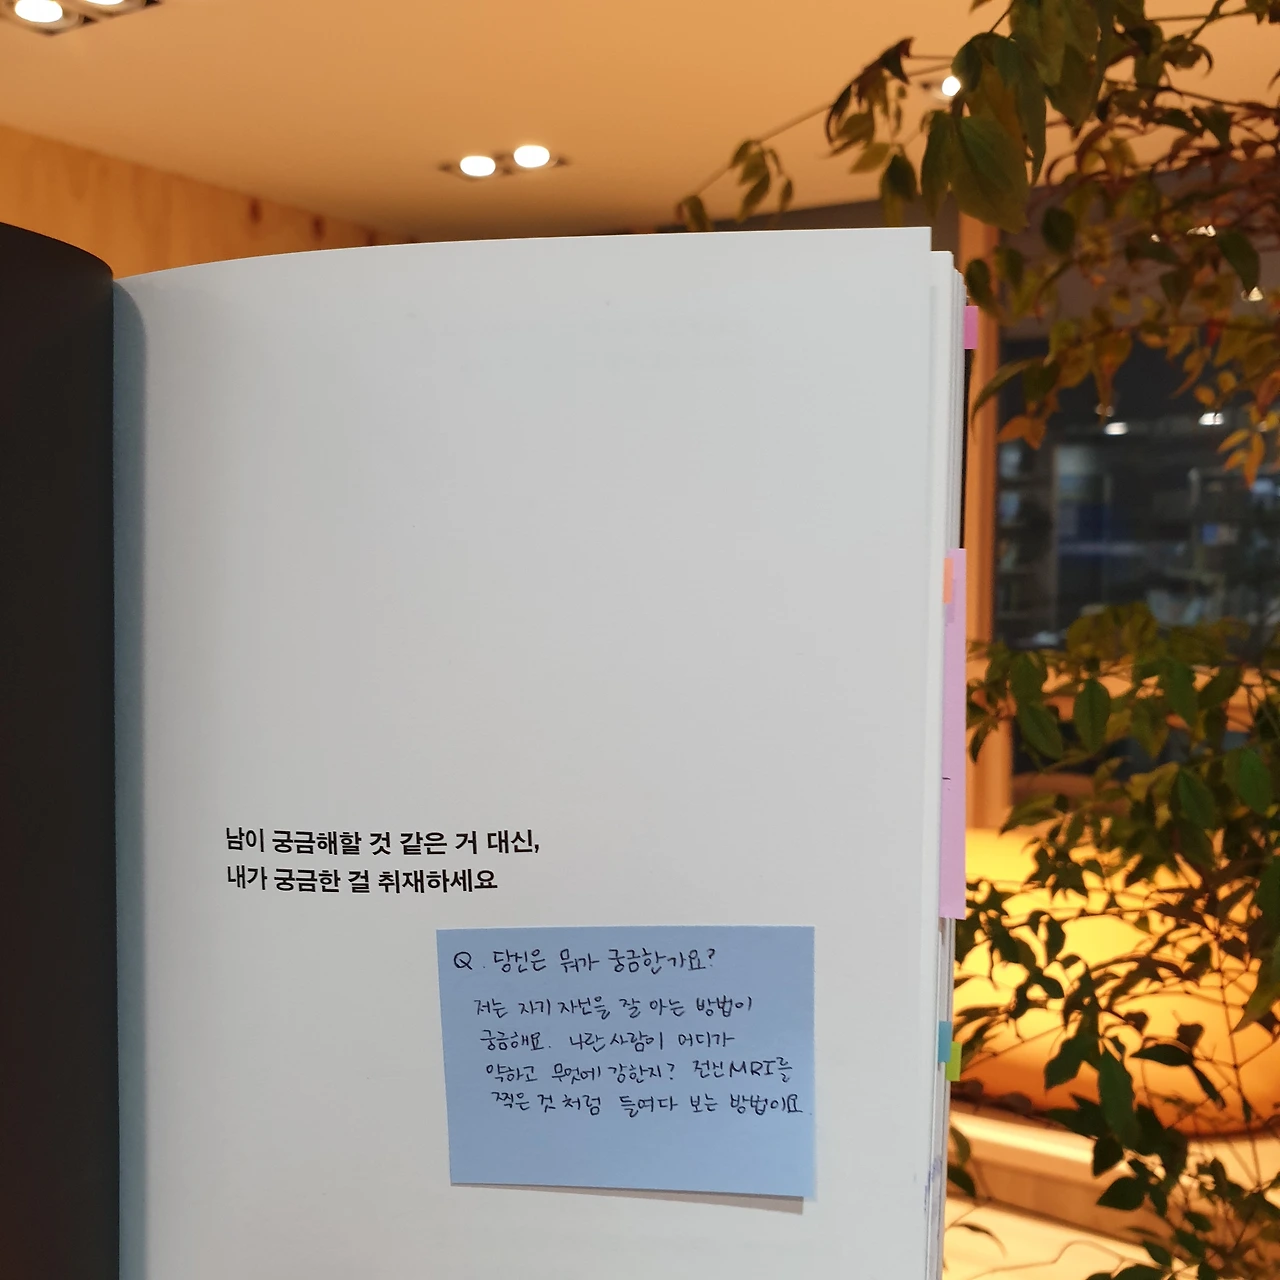 남이 궁금해할 것 같은 거 대신,
내가 궁금한 걸 취재하세요
Q. 당신은 뭐가 궁금한가요?
저는 자기 자신을 잘 아는 방법이
궁금해요. 나란 사람이 어디가
약하고 무엇에 강한지? 전신MRI를
찍은 것 처럼 들여다 보는 방법이요